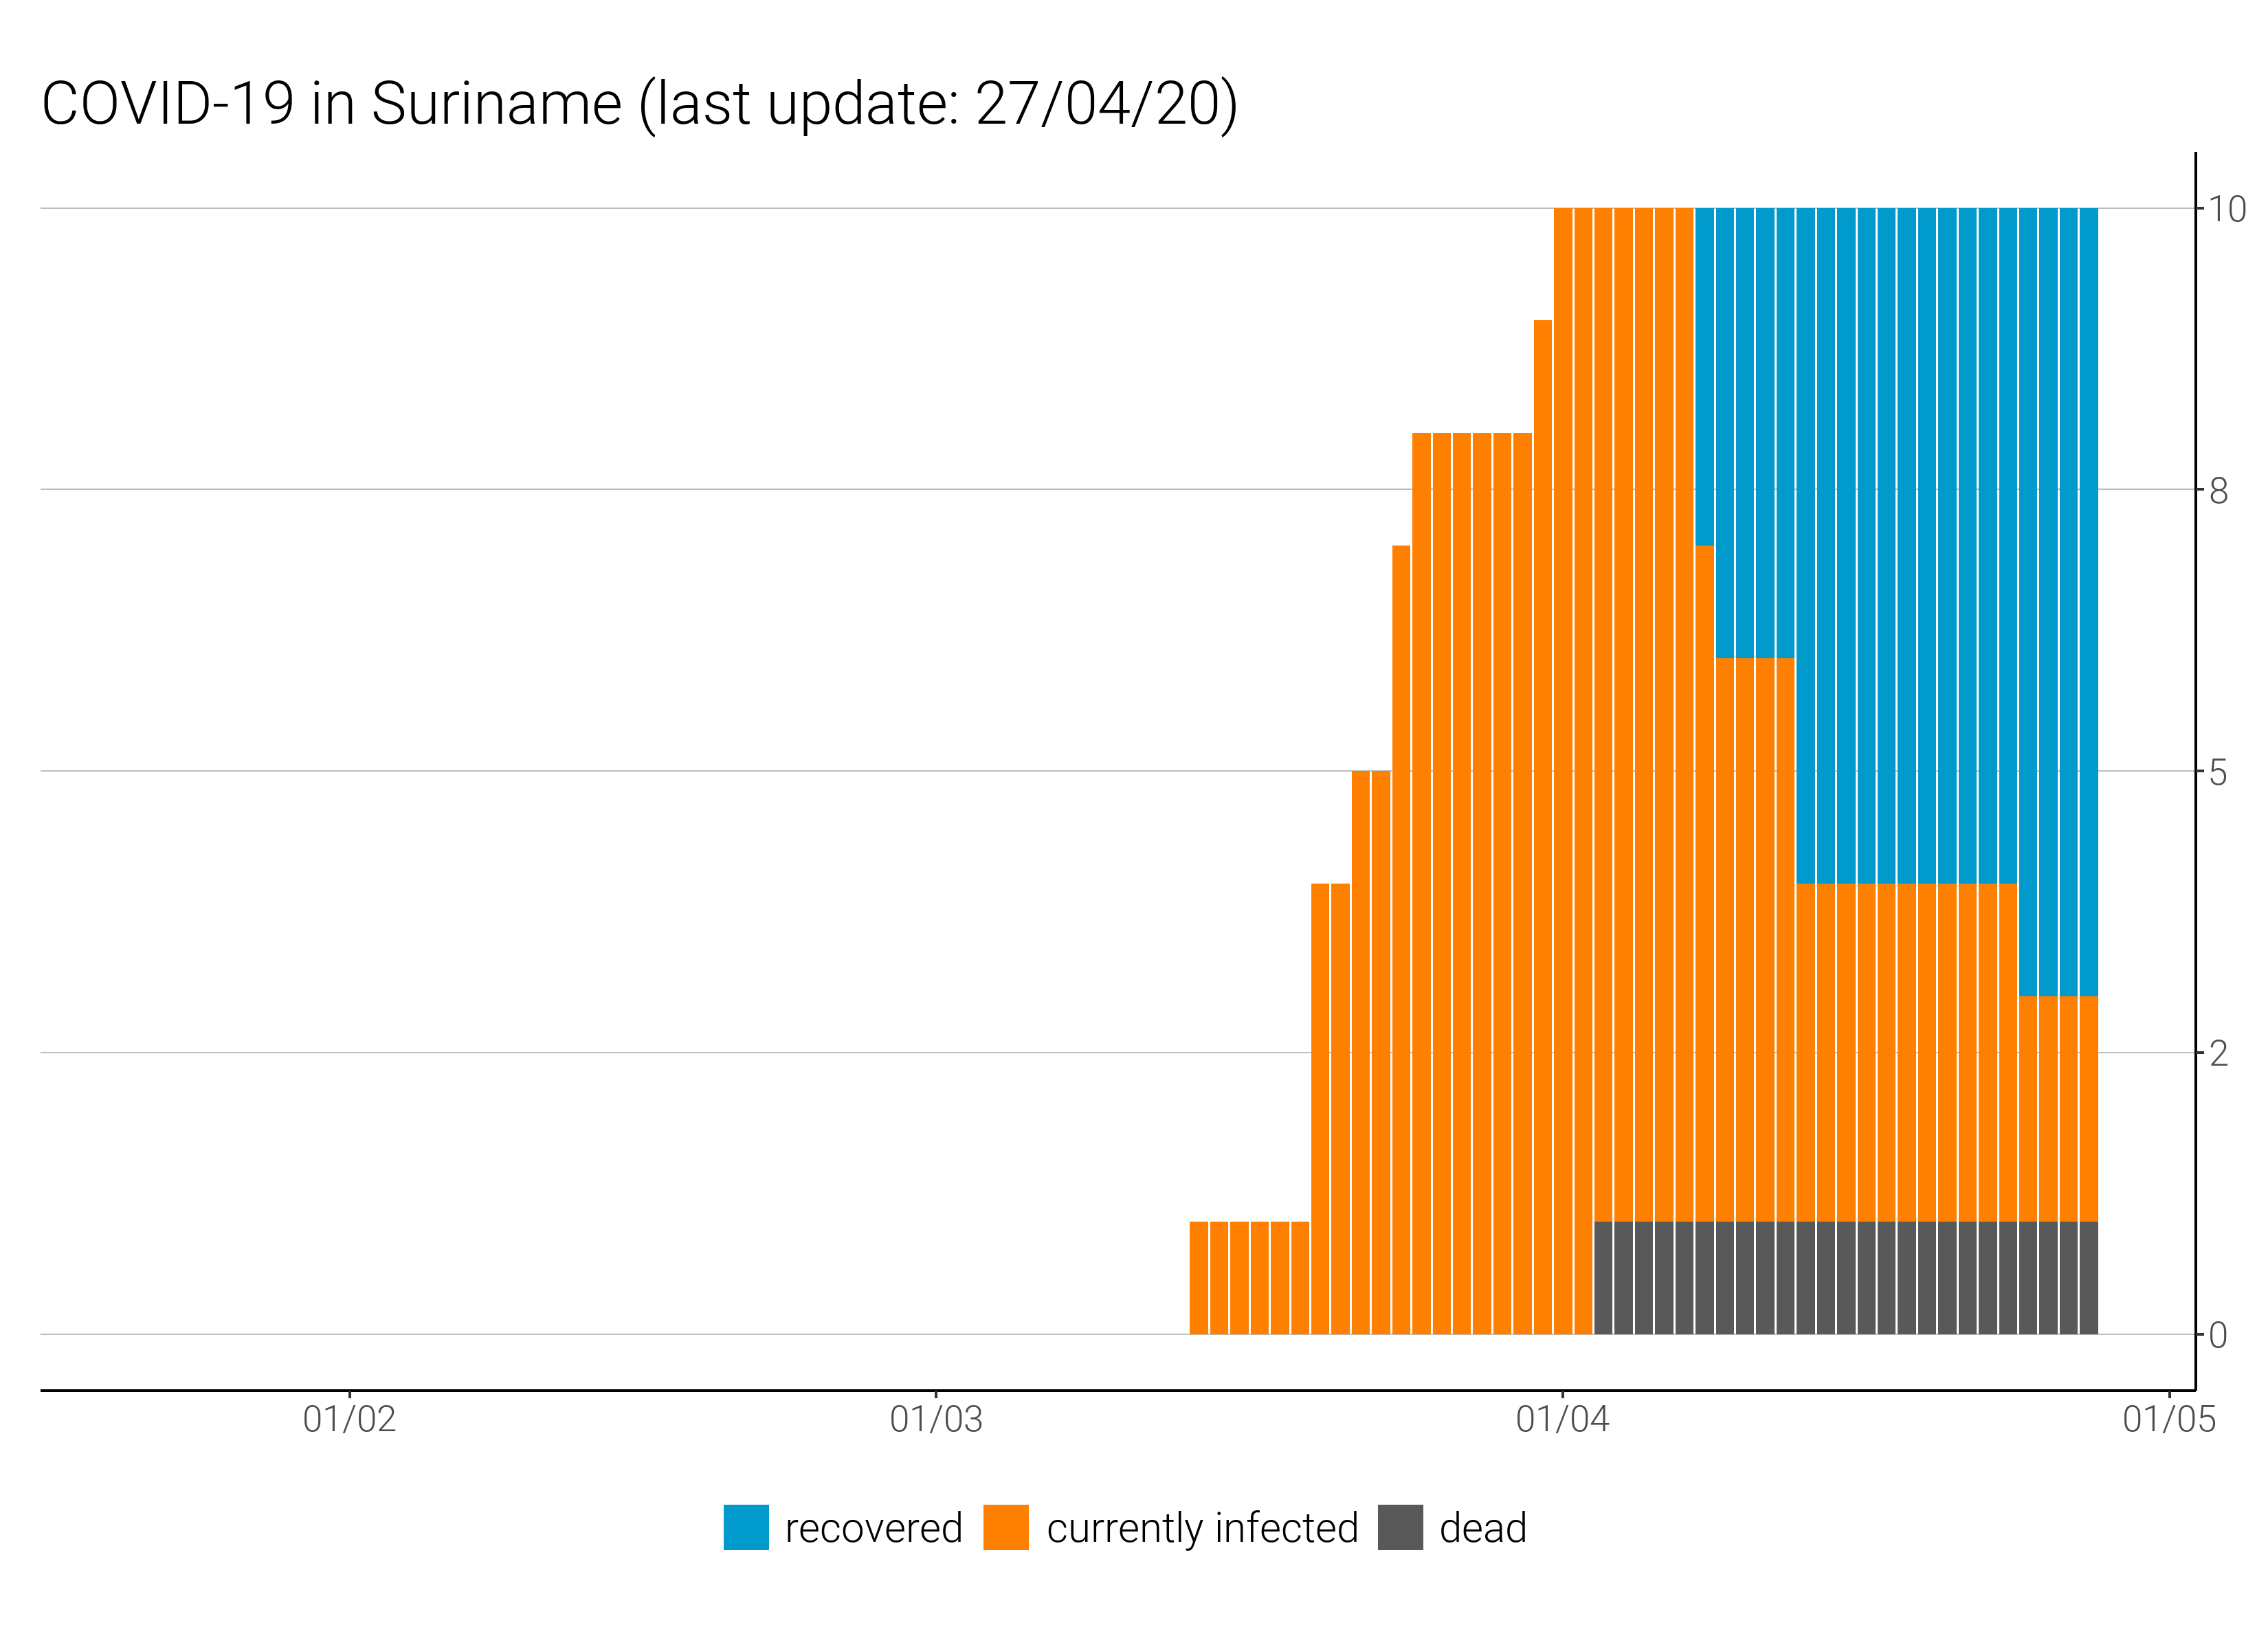 COVID-19 in Suriname (last update: 27/04/20)
10
8
5
2
0
01/02 01/03 01/04 01/05
recovered currently infected dead